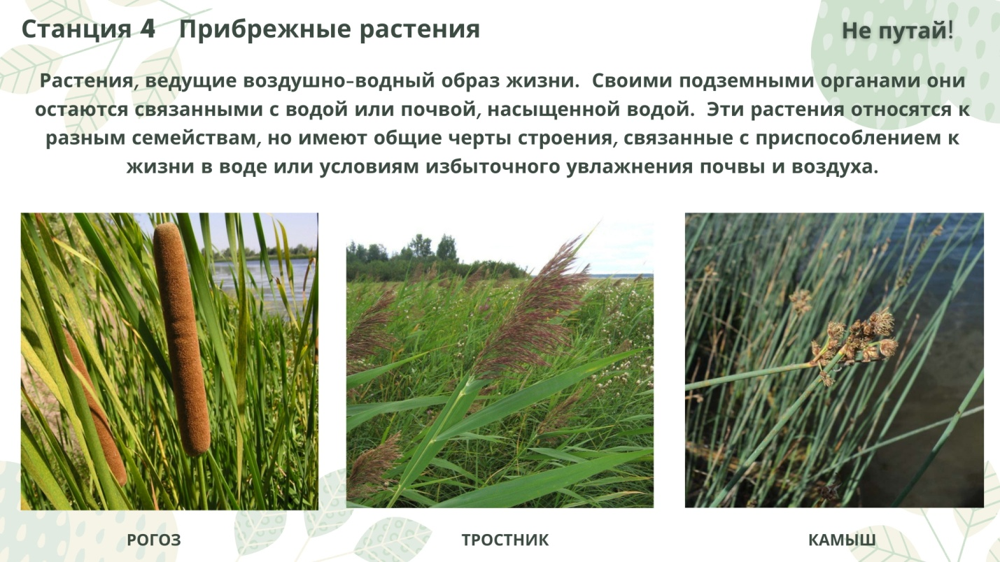 Станция 4 Прибрежные растения
Не путай!
Растения, ведущие воздушно-водный образ жизни. Своими подземными органами они
остаются связанными с водой или почвой, насыщенной водой. Эти растения относятся к
разным семействам, но имеют общие черты строения, связанные с приспособлением к
жизни в воде или условиям избыточного увлажнения почвы и воздуха.
РОГОЗ
ТРОСТНИК
КАМЫШ